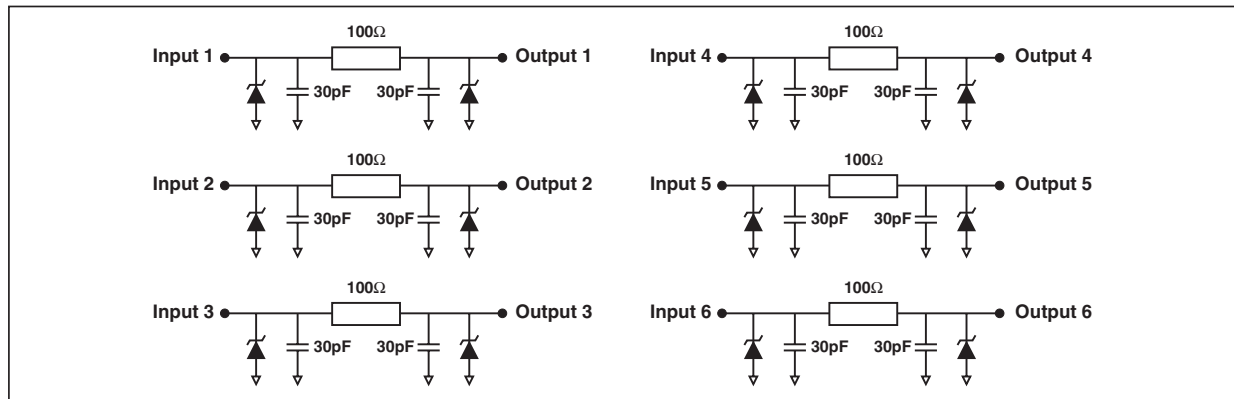 100Ω
Input 1 Output 1
30pF 30pF
100Ω
Input 4 Output 4
30pF 30pF
100Ω
Input 2 Output 2
30pF 30pF
100Ω
Input 5 Output 5
30pF 30pF
100Ω
Input 3 Output 3
30pF 30pF
100Ω
Input 6 Output 6
30pF 30pF